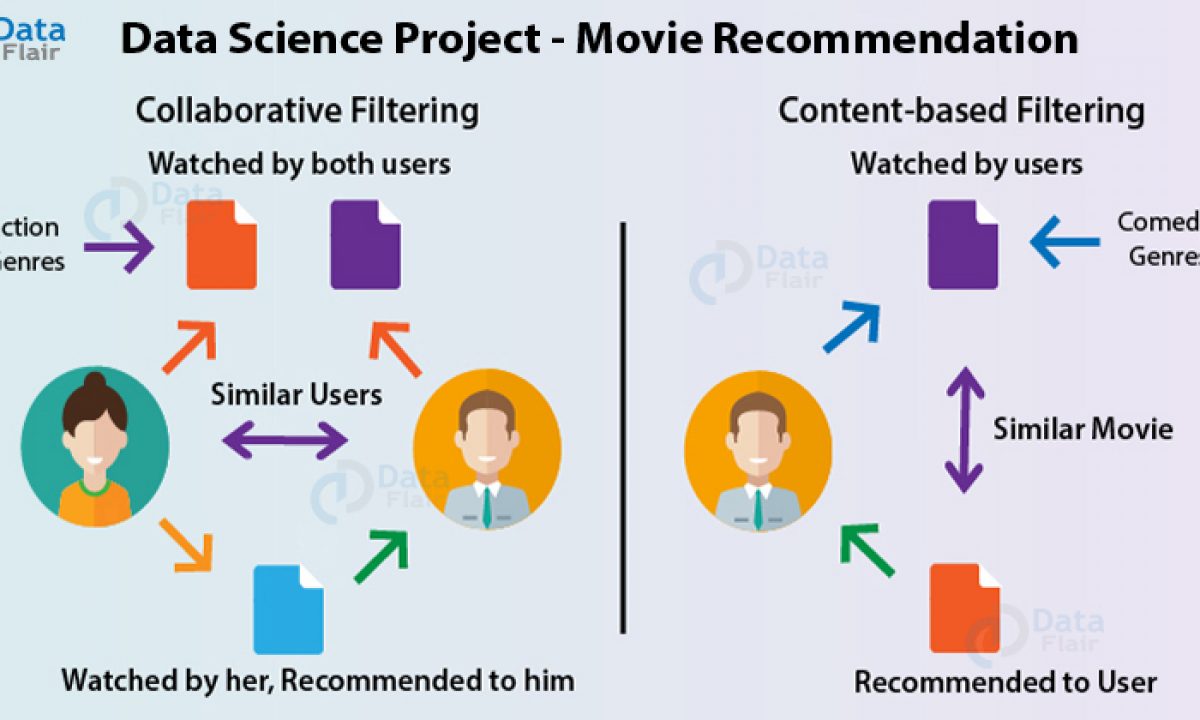 Data
Flair
Data Science Project - Movie Recommendation
Collaborative Filtering
Watched by both users
Data
Flair
ction
Genres
Similar Users
Data
Flair
Watched by her, Recommended to him
Content-based Filtering
Watched by users
Data
Flair
Comed
Genres
Similar Movie
Data
Flair
Recommended to User